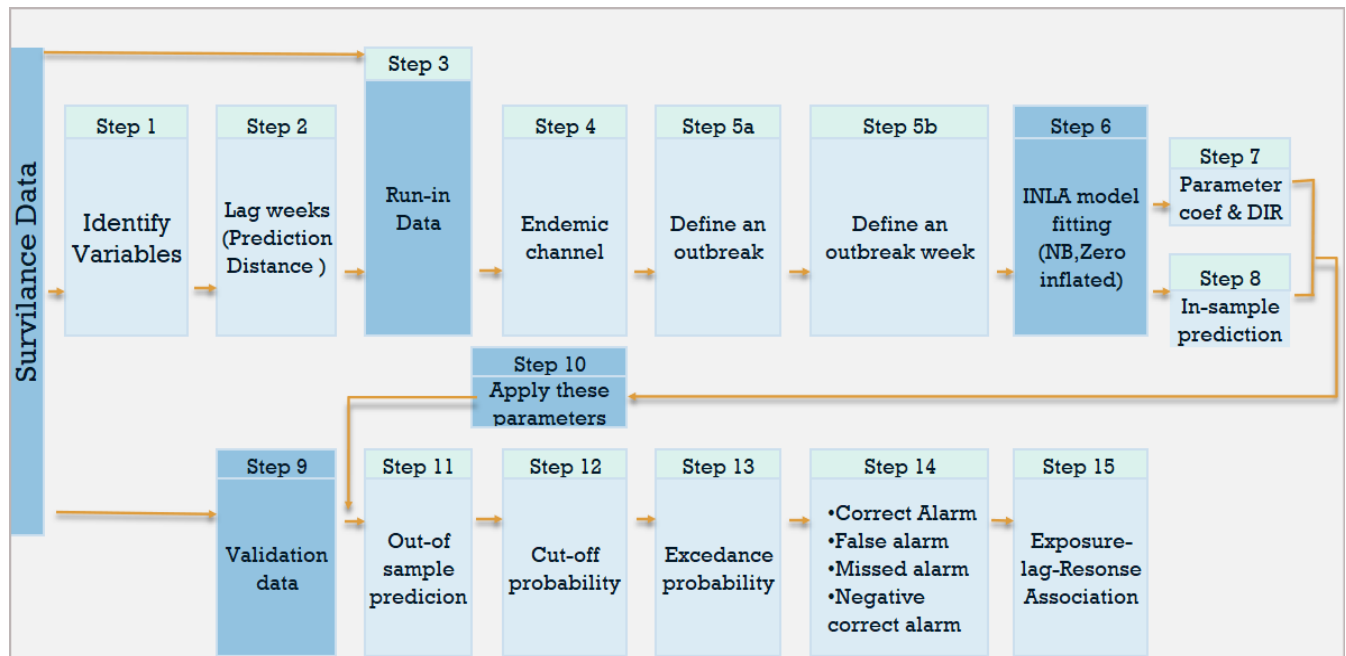 Survilance Data
Step 1
Identify
Variables
Step 2
Lag weeks
(Prediction
Distance )
Step 3
Run-in
Data
Step 4
Endemic
channel
Step 5a
Define an
outbreak
Step 5b
Define an
outbreak week
Step 6
INLA model
fitting
(NB,Zero
inflated)
Step 7
Parameter
coef & DIR
Step 8
In-sample
prediction
Step 10
Apply these
parameters
Step 9
Validation
data
Step 11
Out-of
sample
predicion
Step 12
Cut-off
probability
Step 13
Excedance
probability
Step 14
•Correct Alarm
•False alarm
•Missed alarm
•Negative
correct alarm
Step 15
Exposure-
lag-Resonse
Association